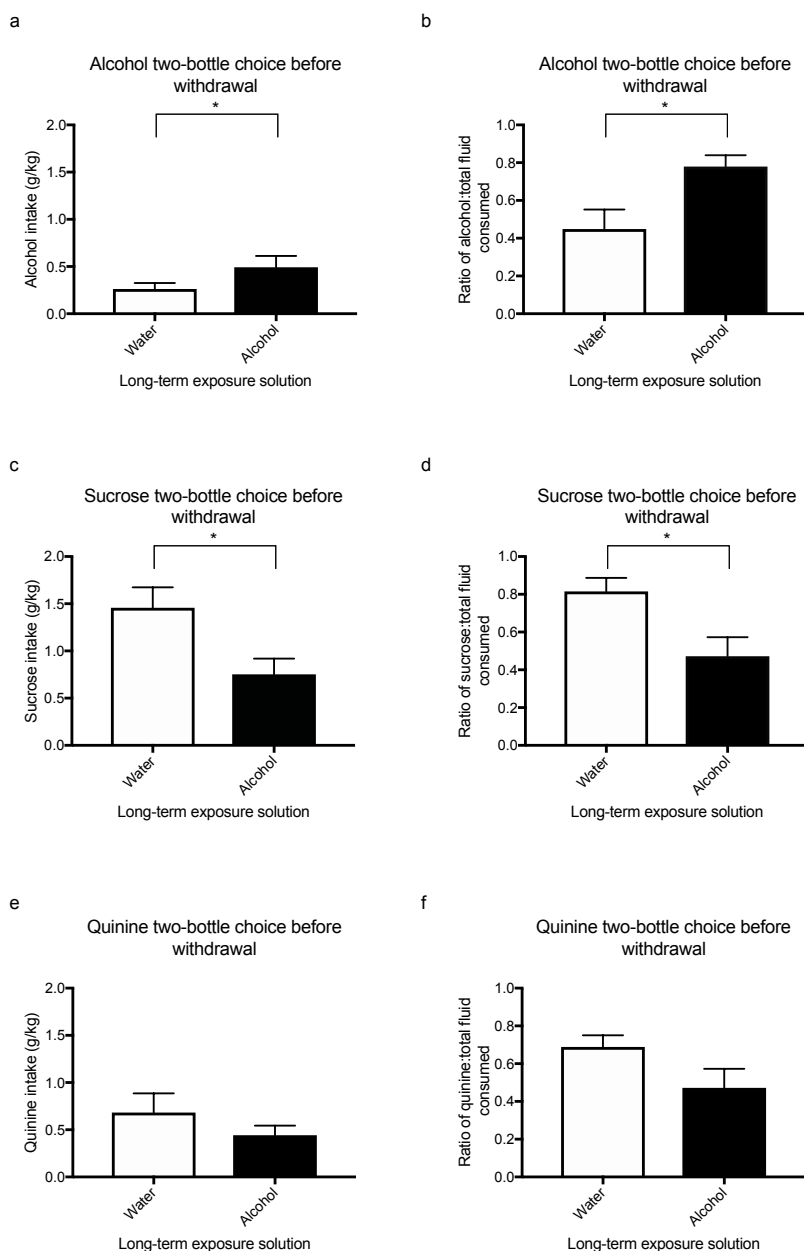 a
Alcohol two-bottle choice before
withdrawal
*
2.0
1.5
1.0
0.5
0.0
Alcohol intake (g/kg)
Water
Alcohol
Long-term exposure solution
b
Alcohol two-bottle choice before
withdrawal
*
1.0
0.8
0.6
0.4
0.2
0.0
Ratio of alcohol:total fluid
consumed
Water
Alcohol
Long-term exposure solution
c
Sucrose two-bottle choice before
withdrawal
*
2.0
1.5
1.0
0.5
0.0
Sucrose intake (g/kg)
Water
Alcohol
Long-term exposure solution
d
Sucrose two-bottle choice before
withdrawal
*
1.0
0.8
0.6
0.4
0.2
0.0
Ratio of sucrose:total fluid
consumed
Water
Alcohol
Long-term exposure solution
e
Quinine two-bottle choice before
withdrawal
2.0
1.5
1.0
0.5
0.0
Quinine intake (g/kg)
Water
Alcohol
Long-term exposure solution
f
Quinine two-bottle choice before
withdrawal
1.0
0.8
0.6
0.4
0.2
0.0
Ratio of quinine:total fluid
consumed
Water
Alcohol
Long-term exposure solution